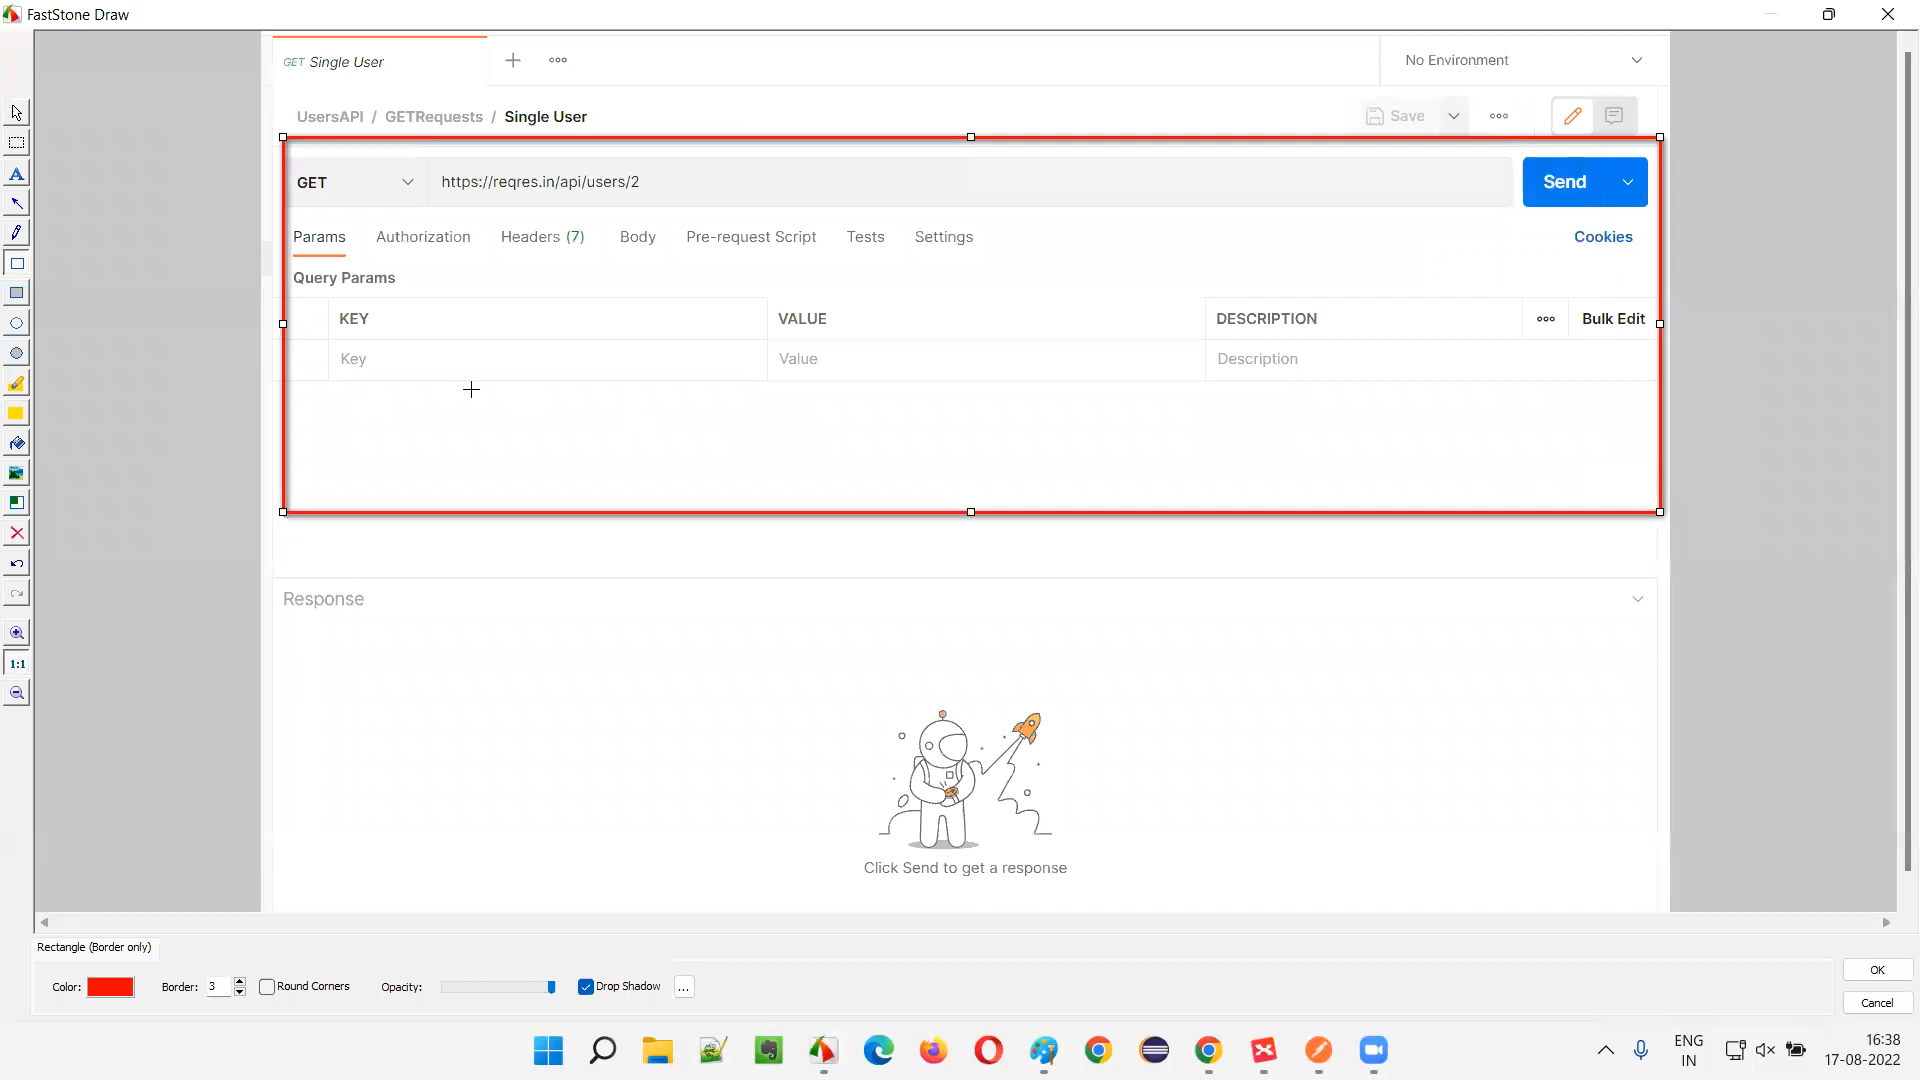 FastStone Draw
GET Single User
No Environment
UsersAPI / GETRequests / Single User
Save
GET
https://reqres.in/api/users/2
Send
Params
Authorization
Headers (7)
Body
Pre-request Script
Tests
Settings
Cookies
Query Params
KEY
VALUE
DESCRIPTION
Bulk Edit
Key
Value
Description
Response
Click Send to get a response
1:1
Rectangle (Border only)
Color:
Border: 3
Round Corners
Opacity:
Drop Shadow
...
OK
Cancel
ENG
IN
16:38
17-08-2022